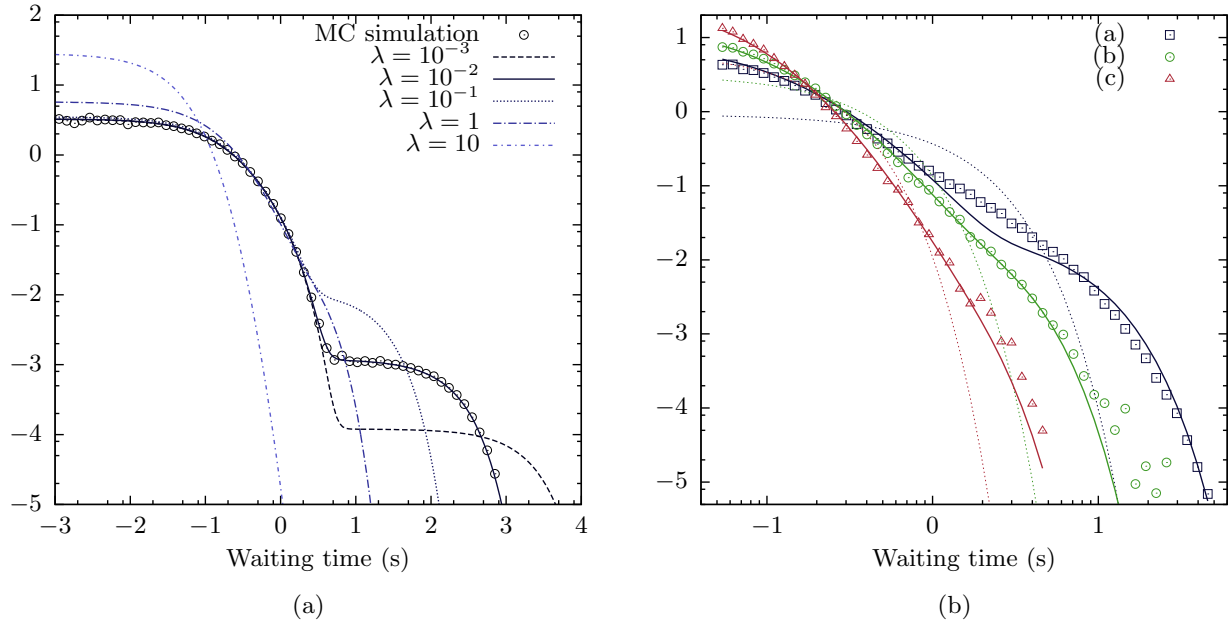 2
1
0
−1
−2
−3
−4
−5
−3 −2 −1 0 1 2 3 4
Waiting time (s)
MC simulation
λ = 10⁻³
λ = 10⁻²
λ = 10⁻¹
λ = 1
λ = 10
(a)
1
0
−1
−2
−3
−4
−5
−1 0 1
Waiting time (s)
(a)
(b)
(c)
(b)